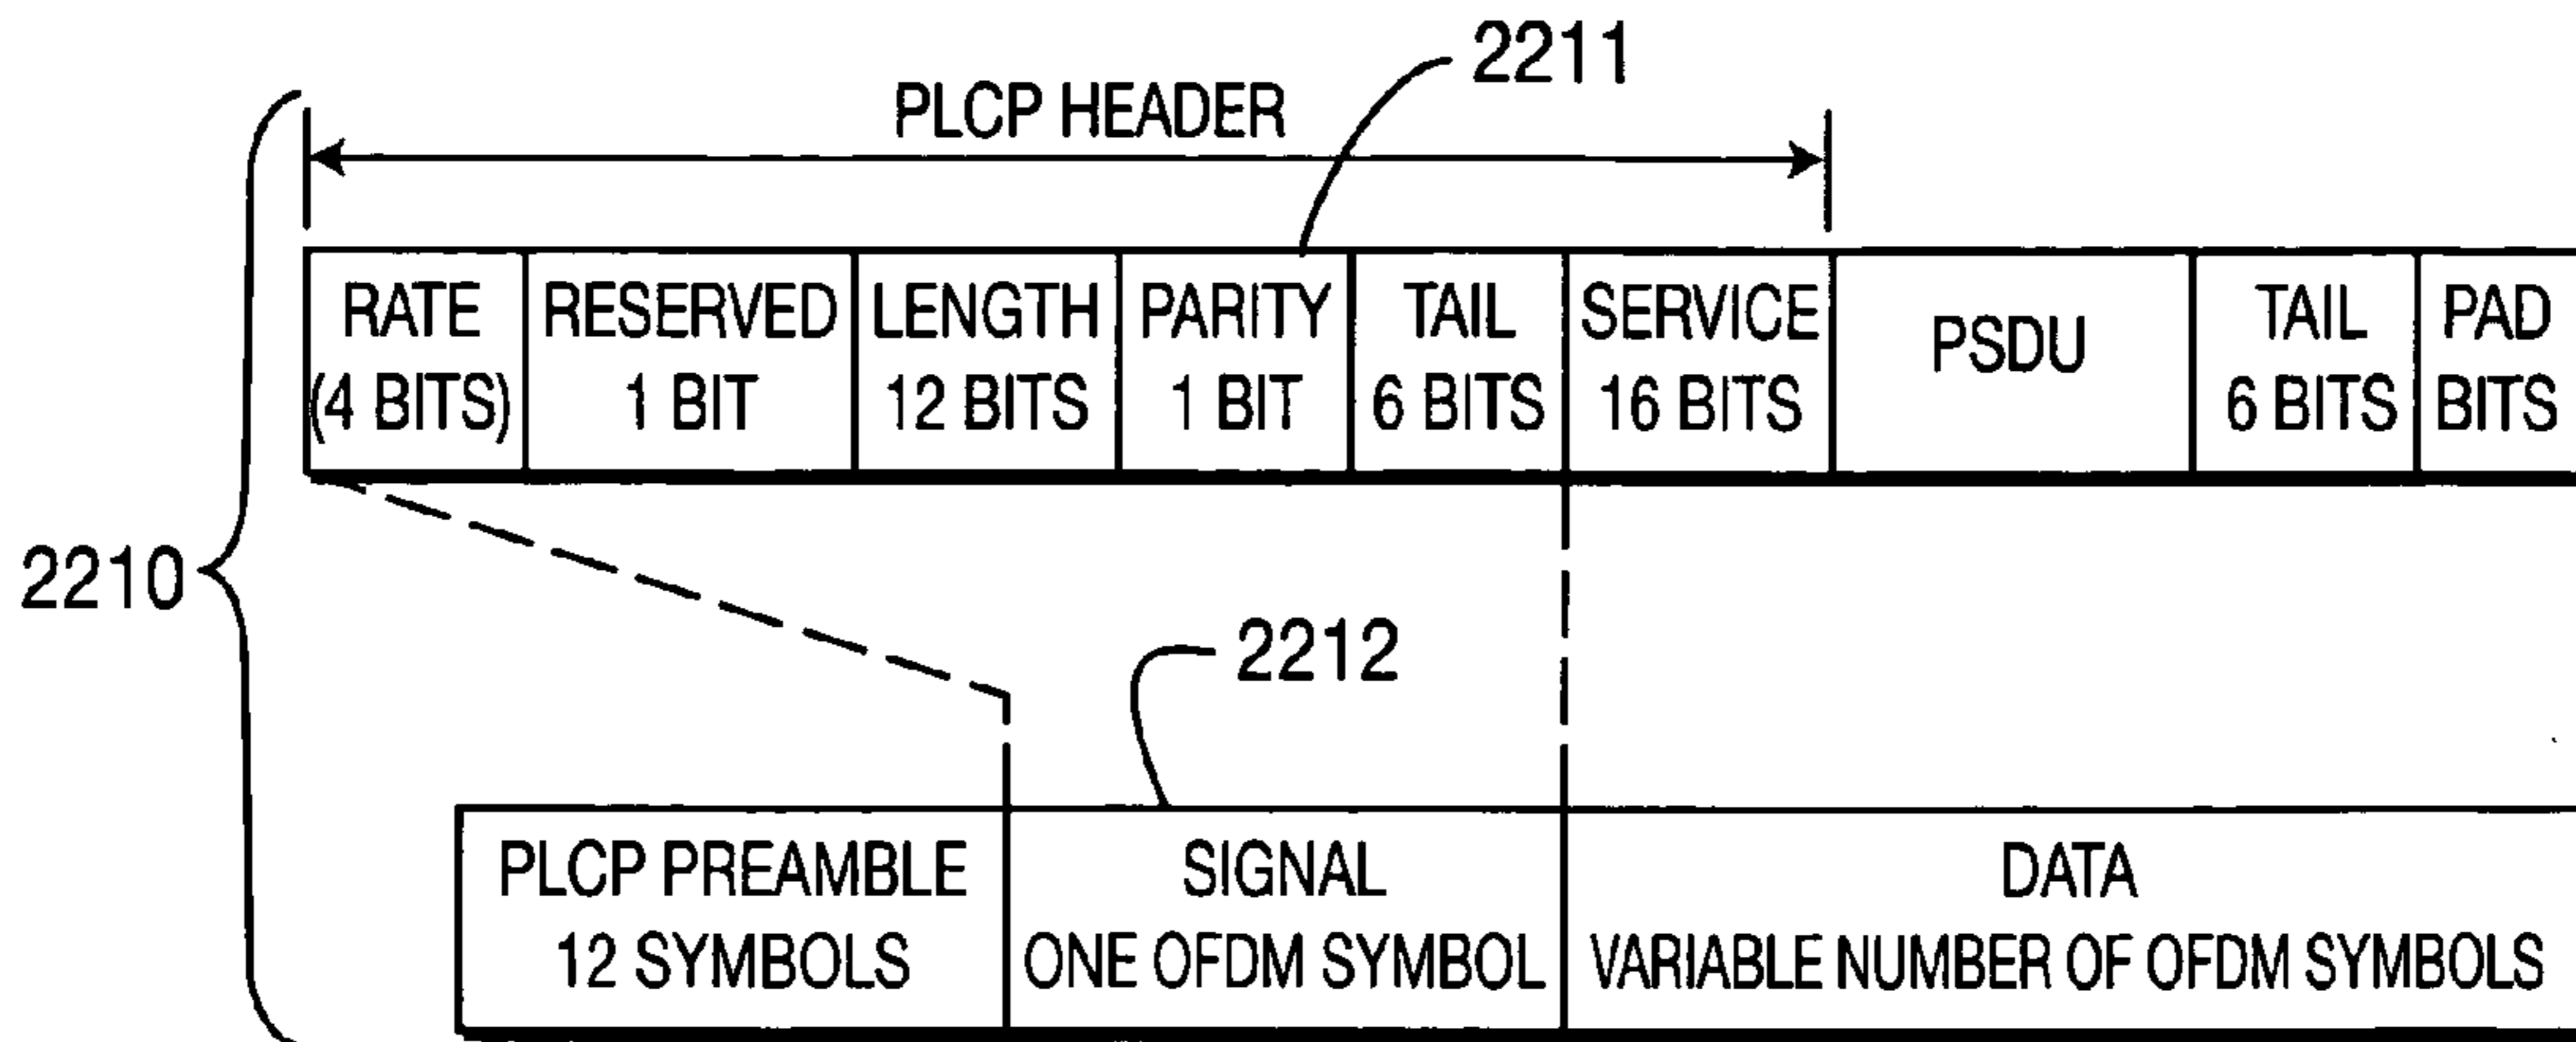 2211
PLCP HEADER
RATE RESERVED LENGTH PARITY TAIL SERVICE PSDU TAIL PAD
(4 BITS) 1 BIT 12 BITS 1 BIT 6 BITS 16 BITS 6 BITS BITS
2210
2212
PLCP PREAMBLE SIGNAL DATA
12 SYMBOLS ONE OFDM SYMBOL VARIABLE NUMBER OF OFDM SYMBOLS